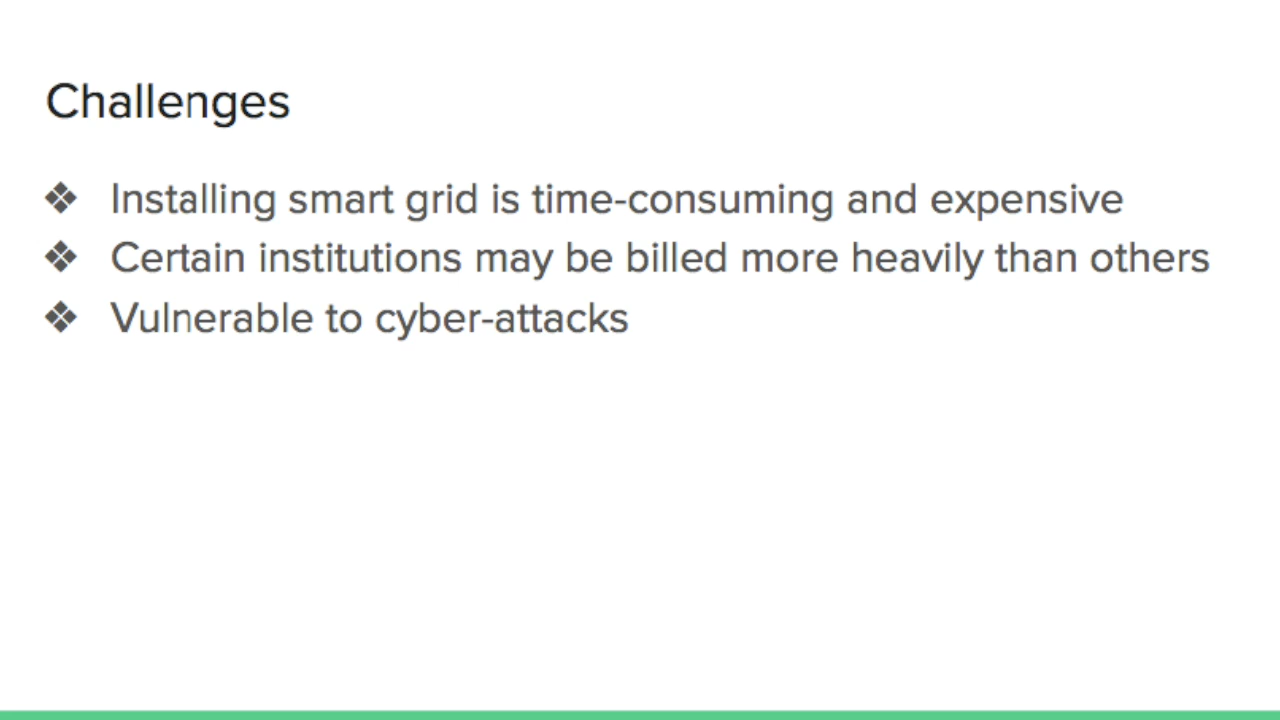 Challenges
❖ Installing smart grid is time-consuming and expensive
❖ Certain institutions may be billed more heavily than others
❖ Vulnerable to cyber-attacks